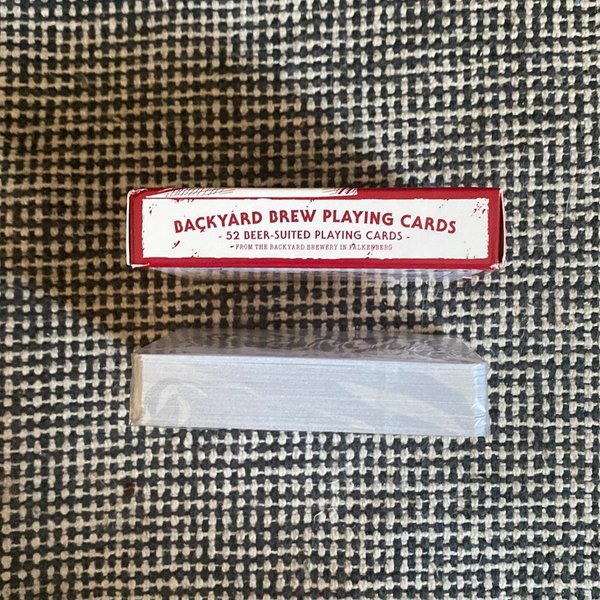 BACKYARD BREW PLAYING CARDS
- 52 BEER-SUITED PLAYING CARDS -
-FROM THE BACKYARD BREWERY IN FALKENBERG